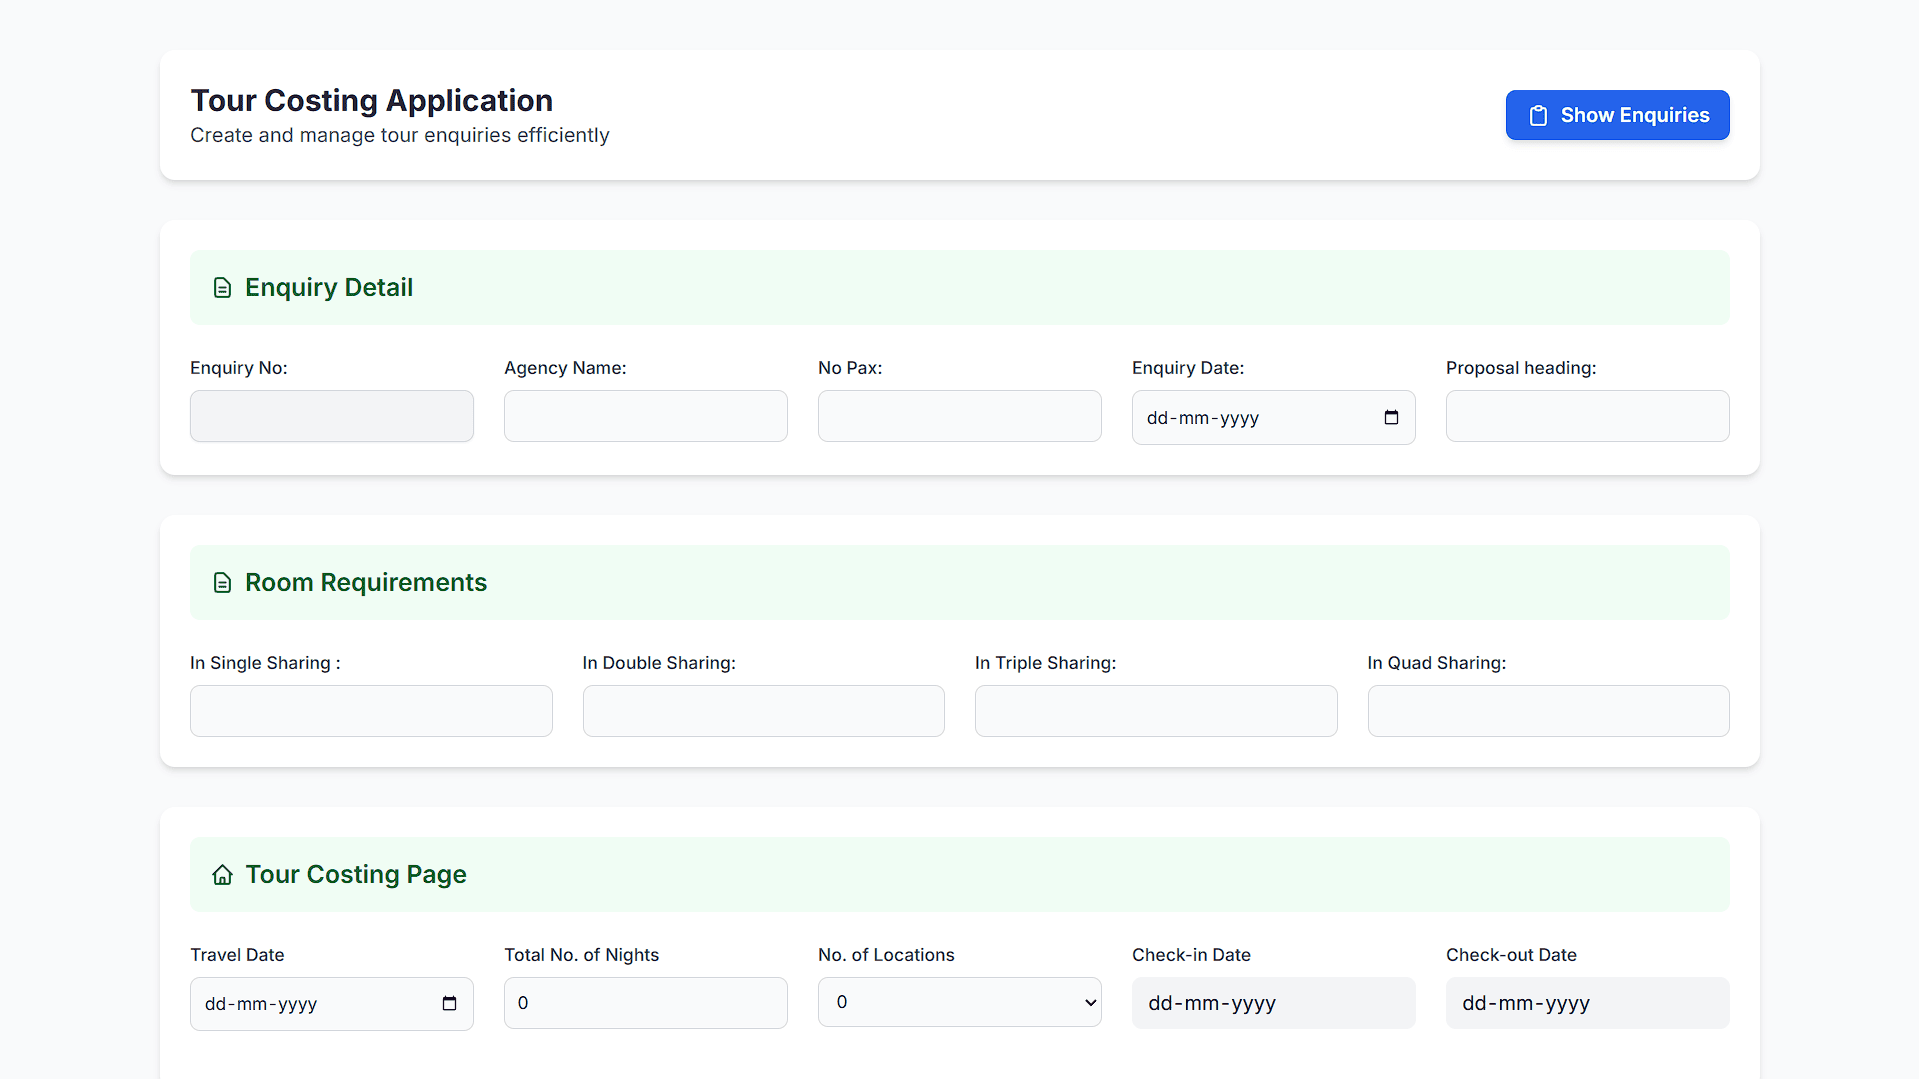 Tour Costing Application
Create and manage tour enquiries efficiently
Show Enquiries
Enquiry Detail
Enquiry No:
Agency Name:
No Pax:
Enquiry Date:
Proposal heading:
dd-mm-yyyy
Room Requirements
In Single Sharing :
In Double Sharing:
In Triple Sharing:
In Quad Sharing:
Tour Costing Page
Travel Date
Total No. of Nights
No. of Locations
Check-in Date
Check-out Date
dd-mm-yyyy
0
0
dd-mm-yyyy
dd-mm-yyyy